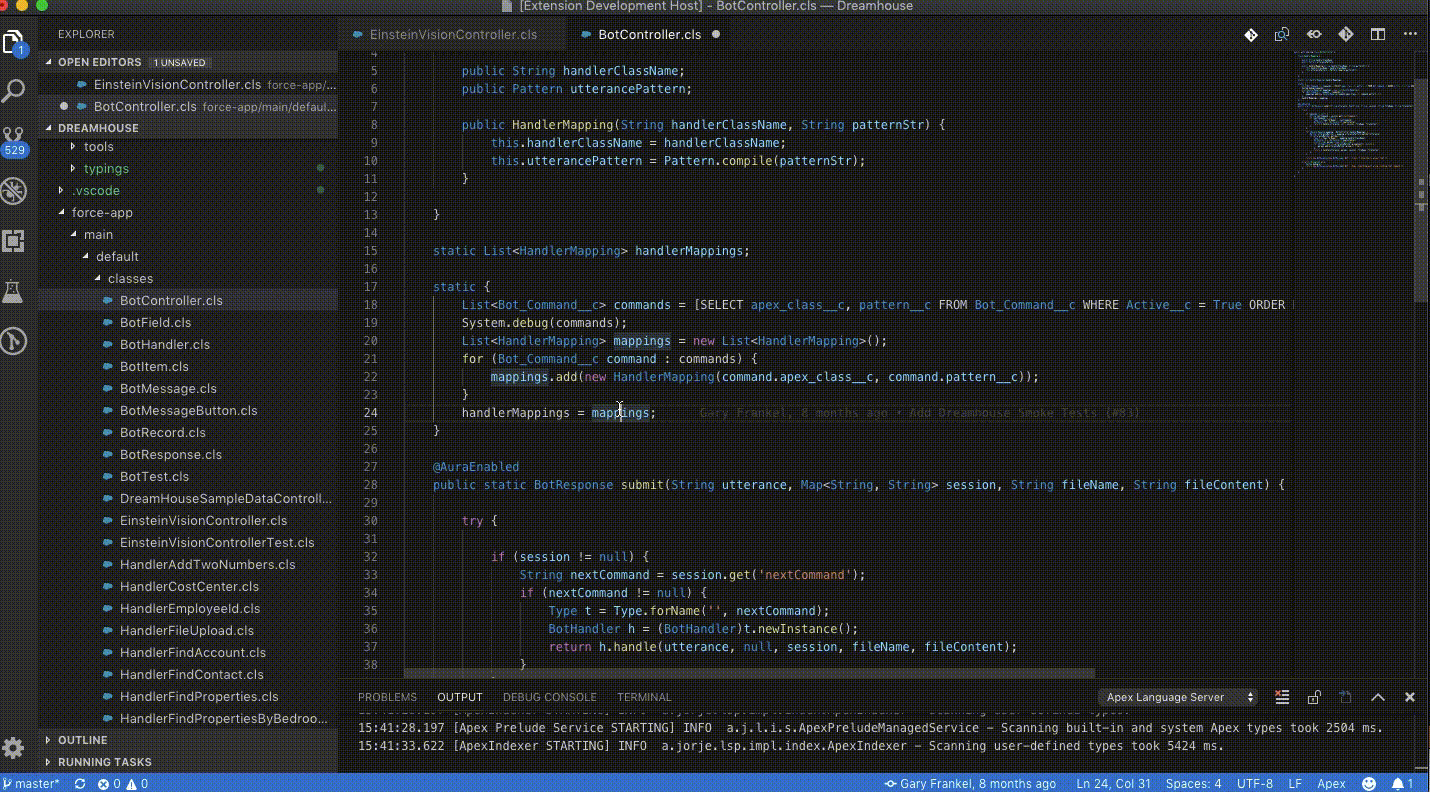 [Extension Development Host] - BotController.cls — Dreamhouse
EXPLORER
OPEN EDITORS 1 UNSAVED
EinsteinVisionController.cls force-app/...
BotController.cls force-app/main/defaul...
DREAMHOUSE
tools
typings
.vscode
force-app
main
default
classes
BotController.cls
BotField.cls
BotHandler.cls
BotItem.cls
BotMessage.cls
BotMessageButton.cls
BotRecord.cls
BotResponse.cls
BotTest.cls
DreamHouseSampleDataControll...
EinsteinVisionController.cls
EinsteinVisionControllerTest.cls
HandlerAddTwoNumbers.cls
HandlerCostCenter.cls
HandlerEmployeeId.cls
HandlerFileUpload.cls
HandlerFindAccount.cls
HandlerFindContact.cls
HandlerFindProperties.cls
HandlerFindPropertiesByBedroo...
OUTLINE
RUNNING TASKS
1
529
EinsteinVisionController.cls
BotController.cls
4
5 public String handlerClassName;
6 public Pattern utterancePattern;
7
8 public HandlerMapping(String handlerClassName, String patternStr) {
9 this.handlerClassName = handlerClassName;
10 this.utterancePattern = Pattern.compile(patternStr);
11 }
12
13 }
14
15 static List<HandlerMapping> handlerMappings;
16
17 static {
18 List<Bot_Command__c> commands = [SELECT apex_class__c, pattern__c FROM Bot_Command__c WHERE Active__c = True ORDER
19 System.debug(commands);
20 List<HandlerMapping> mappings = new List<HandlerMapping>();
21 for (Bot_Command__c command : commands) {
22 mappings.add(new HandlerMapping(command.apex_class__c, command.pattern__c));
23 }
24 handlerMappings = mappings; Gary Frankel, 8 months ago • Add Dreamhouse Smoke Tests (#83)
25 }
26
27 @AuraEnabled
28 public static BotResponse submit(String utterance, Map<String, String> session, String fileName, String fileContent) {
29
30 try {
31
32 if (session != null) {
33 String nextCommand = session.get('nextCommand');
34 if (nextCommand != null) {
35 Type t = Type.forName('', nextCommand);
36 BotHandler h = (BotHandler)t.newInstance();
37 return h.handle(utterance, null, session, fileName, fileContent);
38 }
PROBLEMS OUTPUT DEBUG CONSOLE TERMINAL Apex Language Server
15:41:28.197 [Apex Prelude Service STARTING] INFO a.j.l.i.s.ApexPreludeManagedService - Scanning built-in and system Apex types took 2504 ms.
15:41:33.622 [ApexIndexer STARTING] INFO a.jorje.lsp.impl.index.ApexIndexer - Scanning user-defined types took 5424 ms.
master* 0 0 Gary Frankel, 8 months ago Ln 24, Col 31 Spaces: 4 UTF-8 LF Apex 1